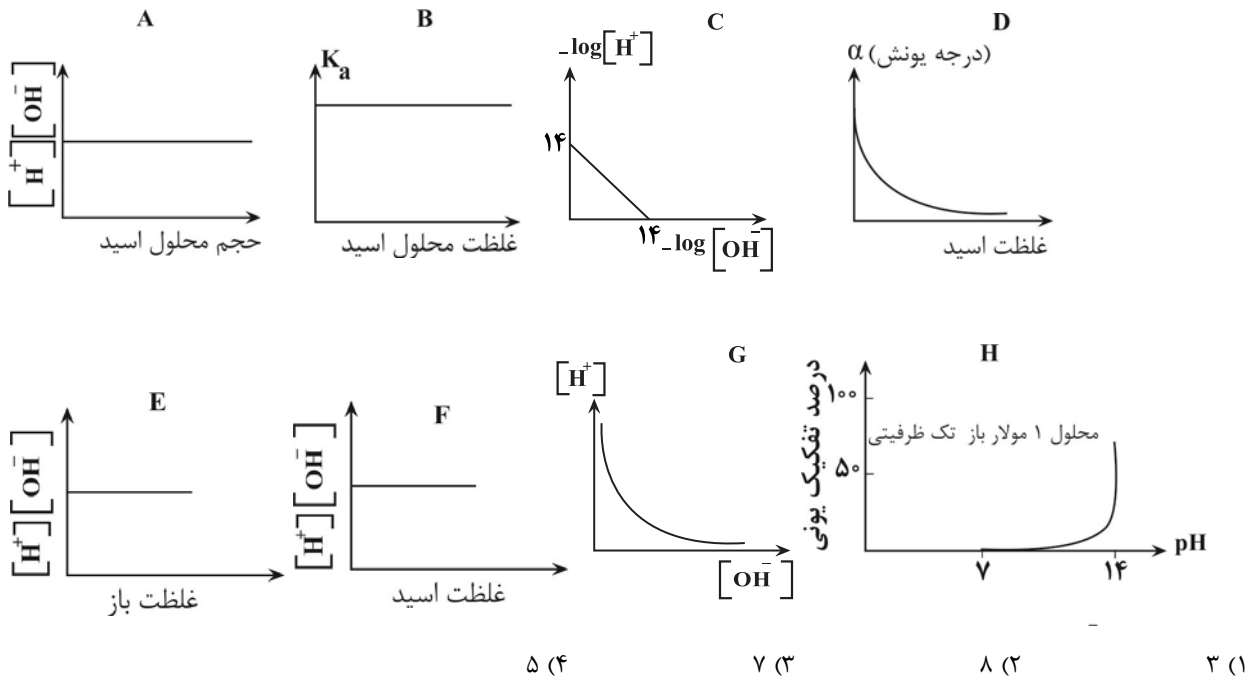 A B C D
[H⁺][OH⁻]
حجم محلول اسید
Kₐ
غلظت محلول اسید
–log[H⁺]
۱۴
۱۴
–log[OH⁻]
α (درجه یونش)
غلظت اسید
E F G H
[H⁺][OH⁻]
غلظت باز
[H⁺][OH⁻]
غلظت اسید
[H⁺]
[OH⁻]
درصد تفکیک یونی
۱۰۰
محلول ۱ مولار باز تک ظرفیتی
۵۰
pH
۷ ۱۴
۱) ۳ ۲) ۸ ۳) ۷ ۴) ۵